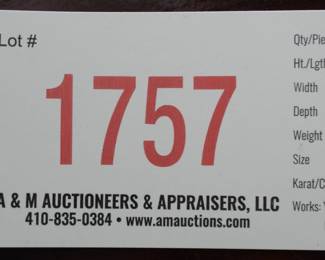 Lot #
1757
A & M AUCTIONEERS & APPRAISERS, LLC
410-835-0384 • www.amauctions.com
Qty/Pie
Ht./Lgth
Width
Depth
Weight
Size
Karat/C
Works: